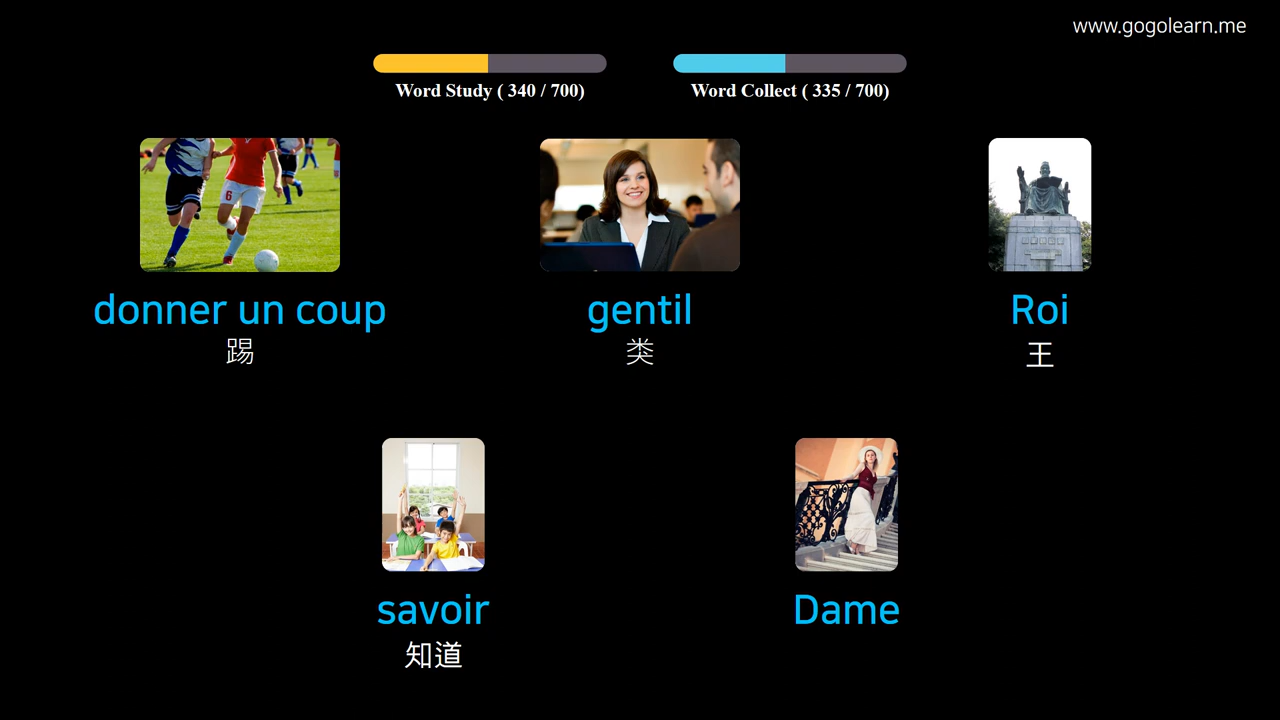 www.gogolearn.me
Word Study ( 340 / 700)
Word Collect ( 335 / 700)
donner un coup
踢
gentil
类
Roi
王
savoir
知道
Dame